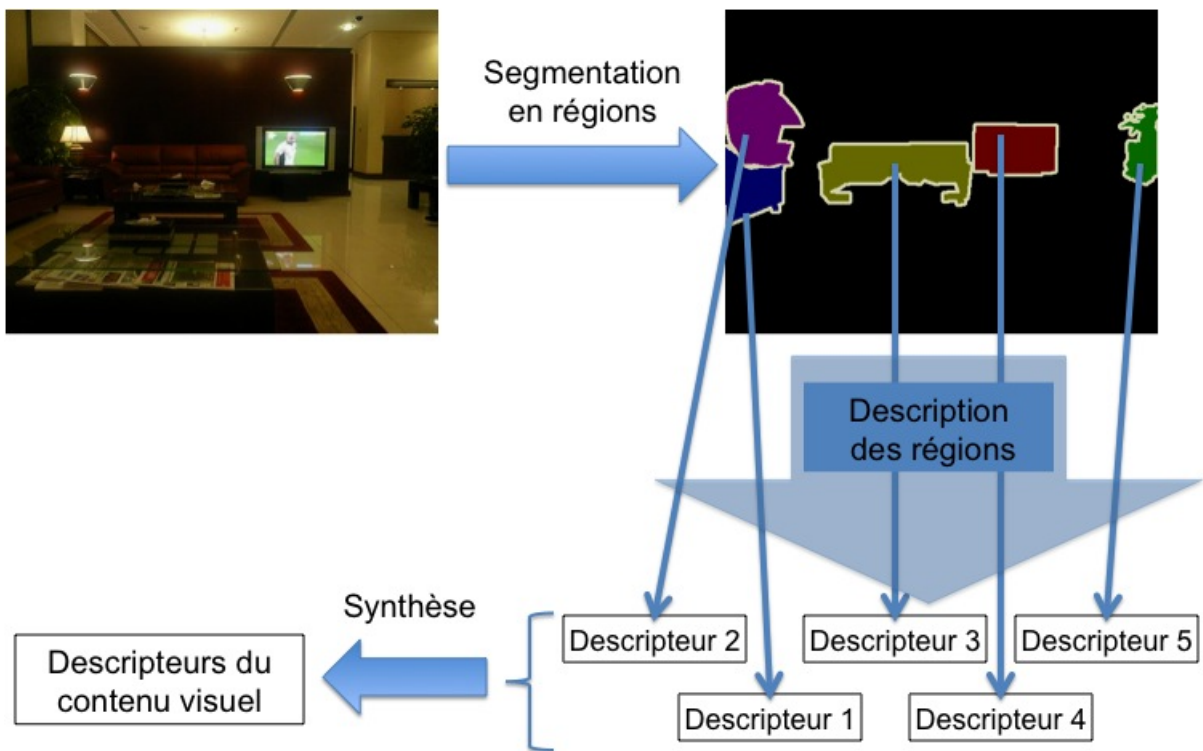 Segmentation
en régions
Description
des régions
Synthèse
Descripteur 2
Descripteur 3
Descripteur 5
Descripteurs du
contenu visuel
Descripteur 1
Descripteur 4